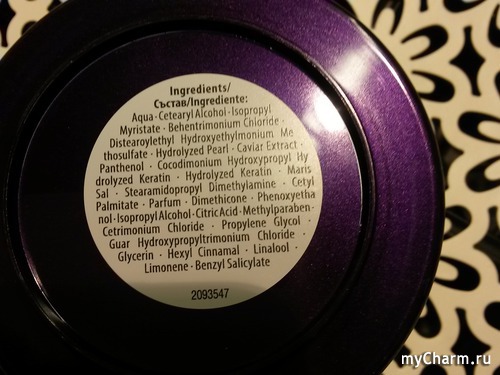 Ingredients/
Състав/Ingrediente:
Aqua · Cetearyl Alcohol · Isopropyl
Myristate · Behentrimonium Chloride ·
Distearoylethyl Hydroxyethylmonium Me
thosulfate · Hydrolyzed Pearl · Caviar Extract ·
Panthenol · Cocodimonium Hydroxypropyl Hy
drolyzed Keratin · Hydrolyzed Keratin · Maris
Sal · Stearamidopropyl Dimethylamine · Cetyl
Palmitate · Parfum · Dimethicone · Phenoxyetha
nol · Isopropyl Alcohol · Citric Acid · Methylparaben ·
Cetrimonium Chloride · Propylene Glycol ·
Guar Hydroxypropyltrimonium Chloride ·
Glycerin · Hexyl Cinnamal · Linalool ·
Limonene · Benzyl Salicylate
2093547
myCharm.ru